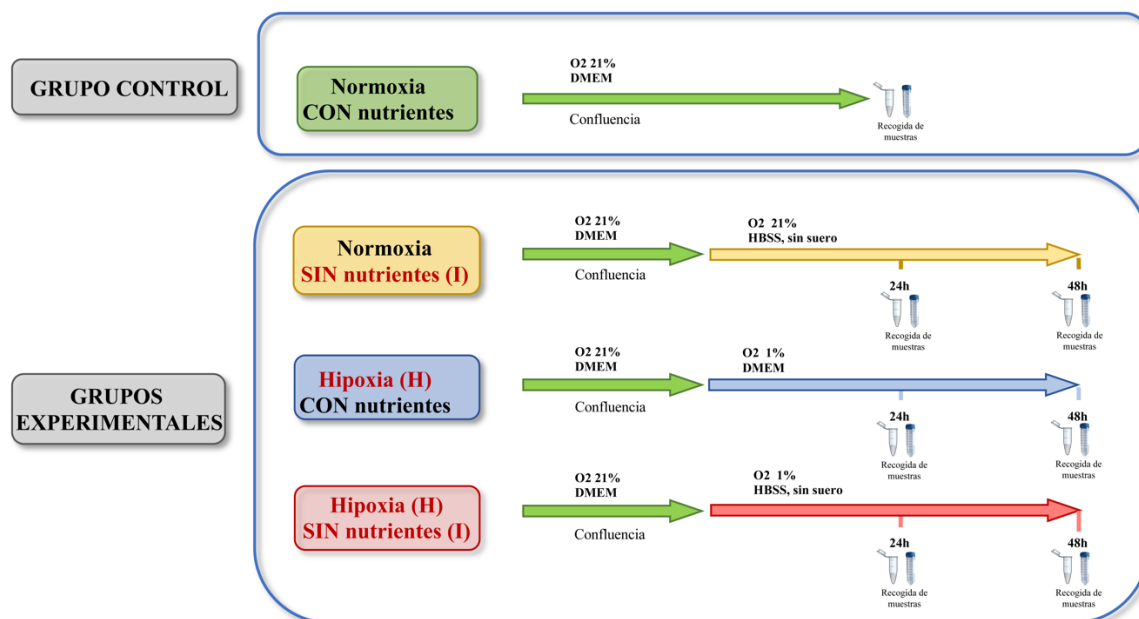 GRUPO CONTROL
Normoxia
CON nutrientes
O2 21%
DMEM
Confluencia
Recogida de
muestras
GRUPOS
EXPERIMENTALES
Normoxia
SIN nutrientes (I)
O2 21%
DMEM
Confluencia
O2 21%
HBSS, sin suero
24h
Recogida de
muestras
48h
Recogida de
muestras
Hipoxia (H)
CON nutrientes
O2 21%
DMEM
Confluencia
O2 1%
DMEM
24h
Recogida de
muestras
48h
Recogida de
muestras
Hipoxia (H)
SIN nutrientes (I)
O2 21%
DMEM
Confluencia
O2 1%
HBSS, sin suero
24h
Recogida de
muestras
48h
Recogida de
muestras